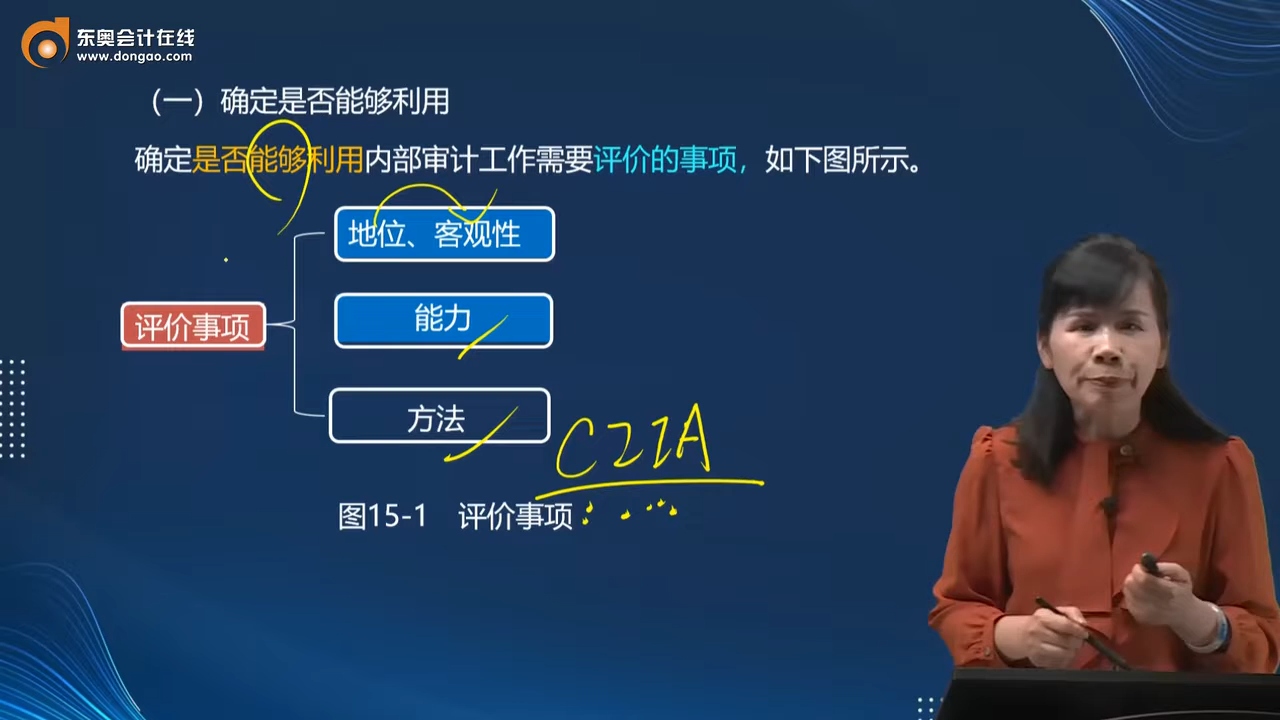 东奥会计在线
www.dongao.com
（一）确定是否能够利用
确定是否能够利用内部审计工作需要评价的事项，如下图所示。
地位、客观性
评价事项
能力
方法
CIIA
图15-1 评价事项